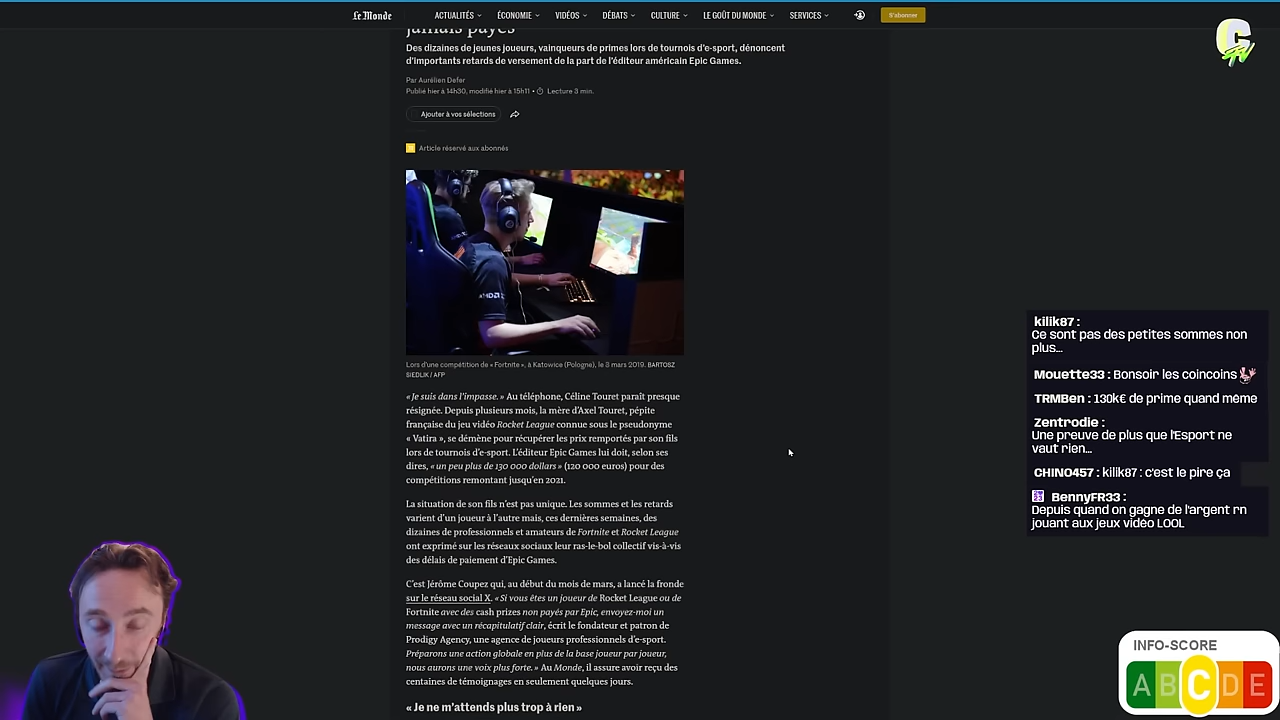 Le Monde
ACTUALITÉS
ÉCONOMIE
VIDÉOS
DÉBATS
CULTURE
LE GOÛT DU MONDE
SERVICES
S'abonner
jamais payés
Des dizaines de jeunes joueurs, vainqueurs de primes lors de tournois d'e-sport, dénoncent
d'importants retards de versement de la part de l'éditeur américain Epic Games.
Par Aurélien Defer
Publié hier à 14h30, modifié hier à 15h11 • Lecture 3 min.
Ajouter à vos sélections
Article réservé aux abonnés
AMD
Lors d'une compétition de « Fortnite », à Katowice (Pologne), le 3 mars 2019. BARTOSZ
SIEDLIK / AFP
« Je suis dans l'impasse. » Au téléphone, Céline Touret paraît presque
résignée. Depuis plusieurs mois, la mère d'Axel Touret, pépite
française du jeu vidéo Rocket League connue sous le pseudonyme
« Vatira », se démène pour récupérer les prix remportés par son fils
lors de tournois d'e-sport. L'éditeur Epic Games lui doit, selon ses
dires, « un peu plus de 130 000 dollars » (120 000 euros) pour des
compétitions remontant jusqu'en 2021.
La situation de son fils n'est pas unique. Les sommes et les retards
varient d'un joueur à l'autre mais, ces dernières semaines, des
dizaines de professionnels et amateurs de Fortnite et Rocket League
ont exprimé sur les réseaux sociaux leur ras-le-bol collectif vis-à-vis
des délais de paiement d'Epic Games.
C'est Jérôme Coupez qui, au début du mois de mars, a lancé la fronde
sur le réseau social X. « Si vous êtes un joueur de Rocket League ou de
Fortnite avec des cash prizes non payés par Epic, envoyez-moi un
message avec un récapitulatif clair, écrit le fondateur et patron de
Prodigy Agency, une agence de joueurs professionnels d'e-sport.
Préparons une action globale en plus de la base joueur par joueur,
nous aurons une voix plus forte. » Au Monde, il assure avoir reçu des
centaines de témoignages en seulement quelques jours.
« Je ne m'attends plus trop à rien »
C TV
kilik87 :
Ce sont pas des petites sommes non
plus...
Mouette33 : Bonsoir les coincoins
TRMBen : 130k€ de prime quand même
Zentrodie :
Une preuve de plus que l'Esport ne
vaut rien...
CHINO457 : kilik87 : c'est le pire ça
BennyFR33 :
Depuis quand on gagne de l'argent rn
jouant aux jeux vidéo LOOL
INFO-SCORE
A B C D E